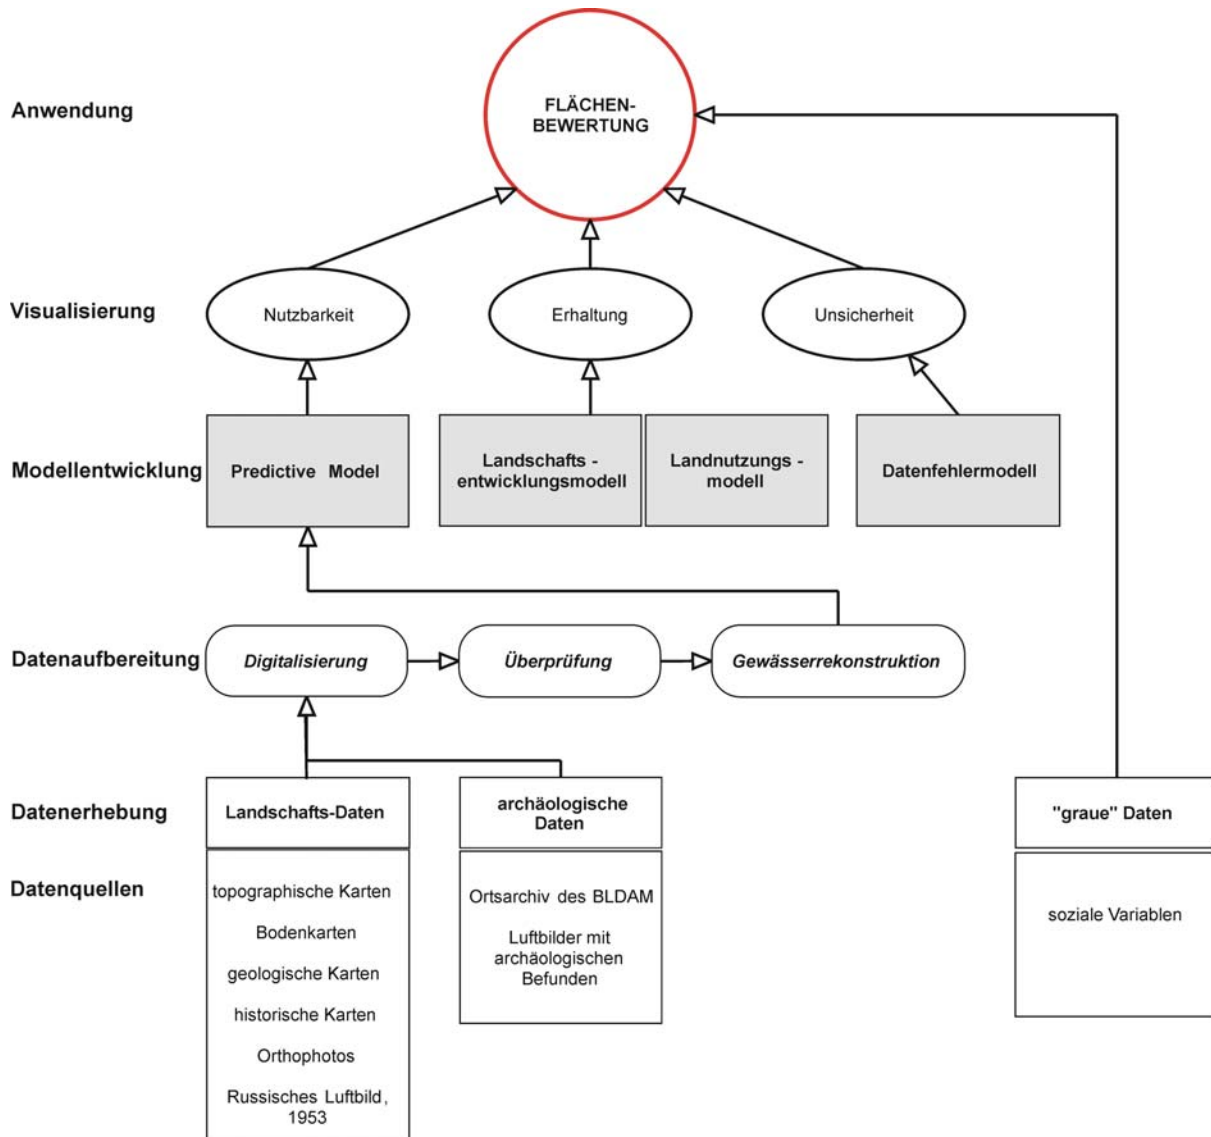 Anwendung
FLÄCHEN-
BEWERTUNG
Visualisierung
Nutzbarkeit
Erhaltung
Unsicherheit
Modellentwicklung
Predictive Model
Landschafts -
entwicklungsmodell
Landnutzungs -
modell
Datenfehlermodell
Datenaufbereitung
Digitalisierung
Überprüfung
Gewässerrekonstruktion
Datenerhebung
Landschafts-Daten
archäologische
Daten
"graue" Daten
Datenquellen
topographische Karten
Bodenkarten
geologische Karten
historische Karten
Orthophotos
Russisches Luftbild,
1953
Ortsarchiv des BLDAM
Luftbilder mit
archäologischen
Befunden
soziale Variablen